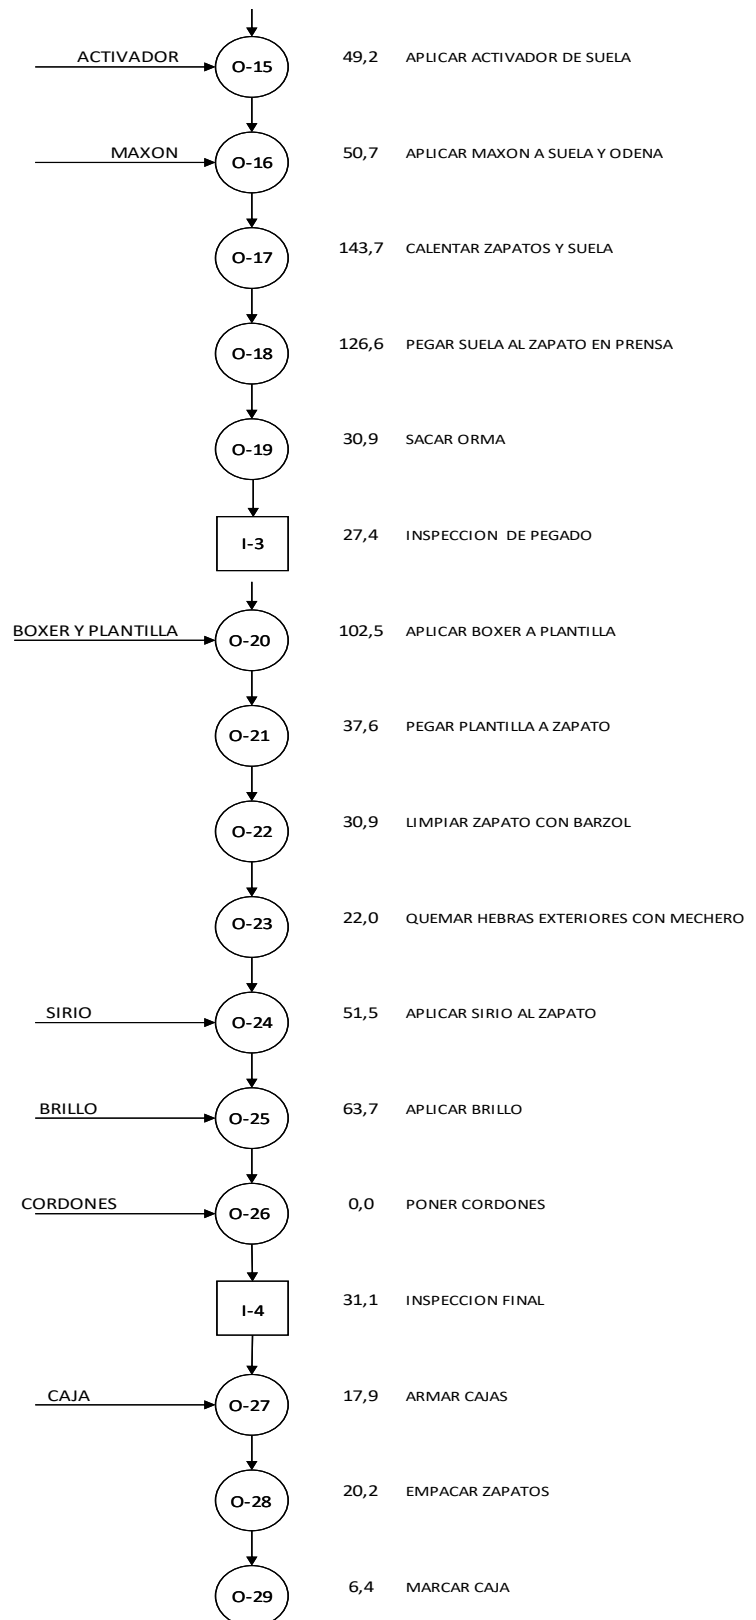 ACTIVADOR O-15 49,2 APLICAR ACTIVADOR DE SUELA
MAXON O-16 50,7 APLICAR MAXON A SUELA Y ODENA
O-17 143,7 CALENTAR ZAPATOS Y SUELA
O-18 126,6 PEGAR SUELA AL ZAPATO EN PRENSA
O-19 30,9 SACAR ORMA
I-3 27,4 INSPECCION DE PEGADO
BOXER Y PLANTILLA O-20 102,5 APLICAR BOXER A PLANTILLA
O-21 37,6 PEGAR PLANTILLA A ZAPATO
O-22 30,9 LIMPIAR ZAPATO CON BARZOL
O-23 22,0 QUEMAR HEBRAS EXTERIORES CON MECHERO
SIRIO O-24 51,5 APLICAR SIRIO AL ZAPATO
BRILLO O-25 63,7 APLICAR BRILLO
CORDONES O-26 0,0 PONER CORDONES
I-4 31,1 INSPECCION FINAL
CAJA O-27 17,9 ARMAR CAJAS
O-28 20,2 EMPACAR ZAPATOS
O-29 6,4 MARCAR CAJA